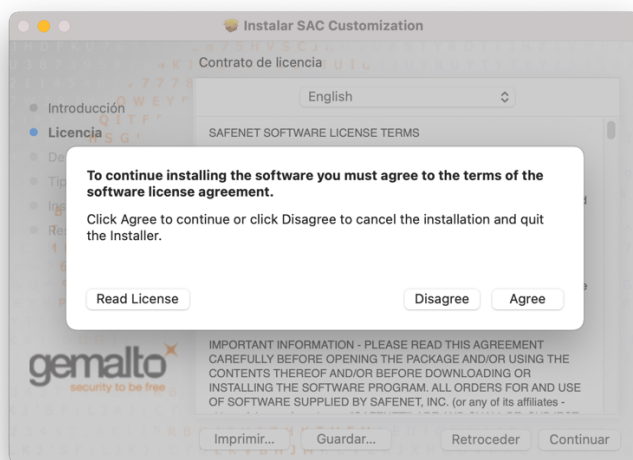 Instalar SAC Customization
Contrato de licencia
English
Introducción
Licencia
SAFENET SOFTWARE LICENSE TERMS
To continue installing the software you must agree to the terms of the
software license agreement.
Click Agree to continue or click Disagree to cancel the installation and quit
the Installer.
Read License
Disagree
Agree
gemalto
security to be free
IMPORTANT INFORMATION - PLEASE READ THIS AGREEMENT
CAREFULLY BEFORE OPENING THE PACKAGE AND/OR USING THE
CONTENTS THEREOF AND/OR BEFORE DOWNLOADING OR
INSTALLING THE SOFTWARE PROGRAM. ALL ORDERS FOR AND USE
OF SOFTWARE SUPPLIED BY SAFENET, INC. (or any of its affiliates -
Imprimir...
Guardar...
Retroceder
Continuar